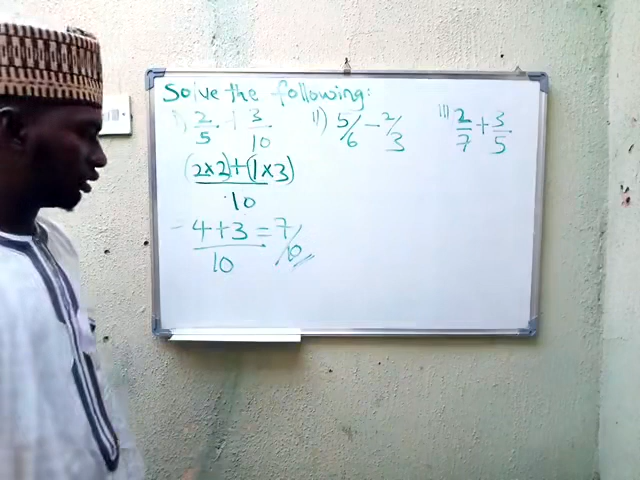 Solve the following:
i) 2/5 + 3/10
(2x2)+(1x3)
10
= 4+3 = 7/10
10
ii) 5/6 - 2/3
iii) 2/7 + 3/5